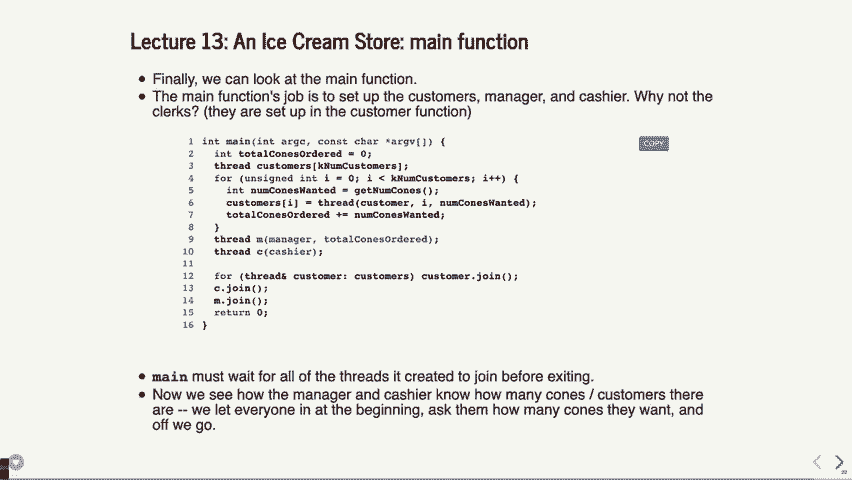 Lecture 13: An Ice Cream Store: main function
• Finally, we can look at the main function.
• The main function's job is to set up the customers, manager, and cashier. Why not the
clerks? (they are set up in the customer function)
COPY
1 int main(int argc, const char *argv[]) {
2   int totalConesOrdered = 0;
3   thread customers[kNumCustomers];
4   for (unsigned int i = 0; i < kNumCustomers; i++) {
5     int numConesWanted = getNumCones();
6     customers[i] = thread(customer, i, numConesWanted);
7     totalConesOrdered += numConesWanted;
8   }
9   thread m(manager, totalConesOrdered);
10   thread c(cashier);
11
12   for (thread& customer: customers) customer.join();
13   c.join();
14   m.join();
15   return 0;
16 }
• main must wait for all of the threads it created to join before exiting.
• Now we see how the manager and cashier know how many cones / customers there
are -- we let everyone in at the beginning, ask them how many cones they want, and
off we go.